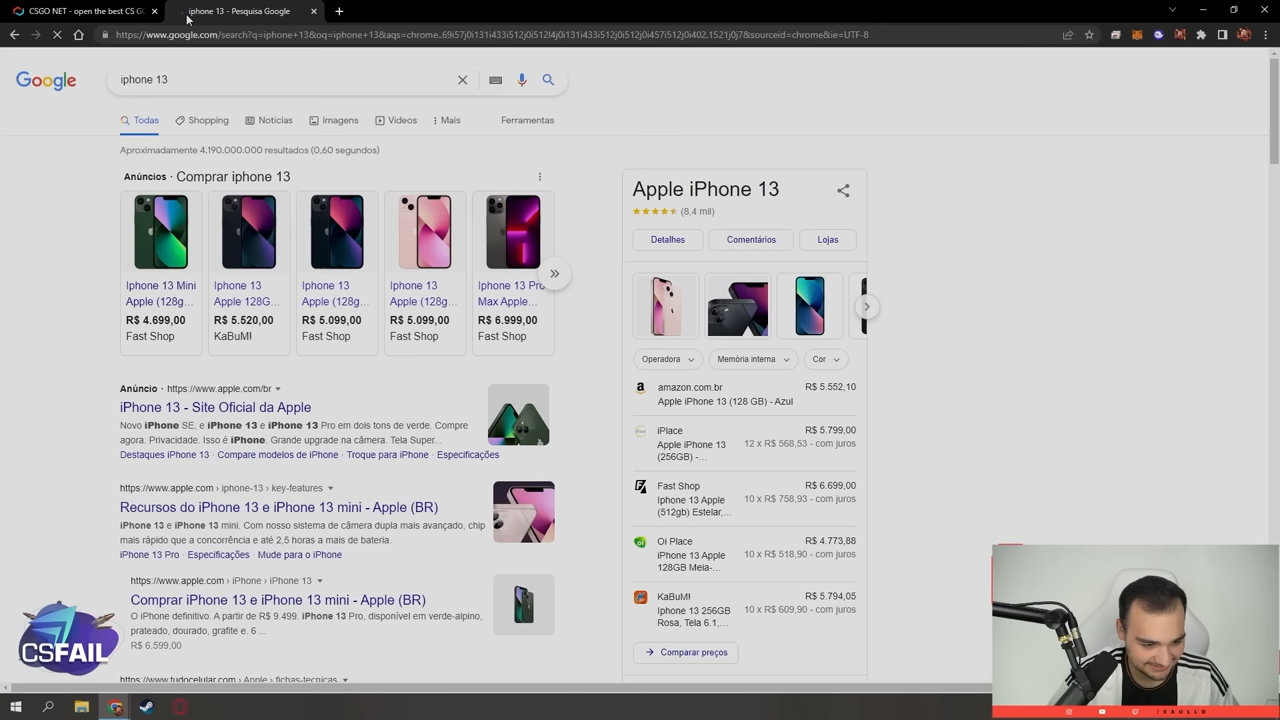 CSGO NET - open the best CS G
iphone 13 - Pesquisa Google
https://www.google.com/search?q=iphone+13&oq=iphone+13&aqs=chrome..69i57j0i131i433i512j0i512l4j0i131i433i512j0i457i512j0i402.1521j0j7&sourceid=chrome&ie=UTF-8
Google
iphone 13
Todas
Shopping
Notícias
Imagens
Vídeos
Mais
Ferramentas
Aproximadamente 4.190.000.000 resultados (0,60 segundos)
Anúncios · Comprar iphone 13
Iphone 13 Mini
Apple (128g...
R$ 4.699,00
Fast Shop
Iphone 13
Apple 128G...
R$ 5.520,00
KaBuM!
Iphone 13
Apple (128g...
R$ 5.099,00
Fast Shop
Iphone 13
Apple (128g...
R$ 5.099,00
Fast Shop
Iphone 13 Pro
Max Apple...
R$ 6.999,00
Fast Shop
Anúncio · https://www.apple.com/br
iPhone 13 - Site Oficial da Apple
Novo iPhone SE, e iPhone 13 e iPhone 13 Pro em dois tons de verde. Compre
agora. Privacidade. Isso é iPhone. Grande upgrade na câmera. Tela Super...
Destaques iPhone 13 · Compare modelos de iPhone · Troque para iPhone · Especificações
https://www.apple.com › iphone-13 › key-features
Recursos do iPhone 13 e iPhone 13 mini - Apple (BR)
iPhone 13 e iPhone 13 mini. Com nosso sistema de câmera dupla mais avançado, chip
mais rápido que a concorrência e até 2,5 horas a mais de bateria.
iPhone 13 Pro · Especificações · Mude para o iPhone
https://www.apple.com › iPhone › iPhone 13
Comprar iPhone 13 e iPhone 13 mini - Apple (BR)
O iPhone definitivo. A partir de R$ 9.499. iPhone 13 Pro, disponível em verde-alpino,
prateado, dourado, grafite e. 6 ...
R$ 6.599,00
https://www.tudocelular.com › Apple › fichas-tecnicas
Apple iPhone 13
(8,4 mil)
Detalhes
Comentários
Lojas
Operadora
Memória interna
Cor
amazon.com.br
R$ 5.552,10
Apple iPhone 13 (128 GB) - Azul
iPlace
R$ 5.799,00
Apple iPhone 13
12 x R$ 568,53 - com juros
(256GB) -...
Fast Shop
R$ 6.699,00
Iphone 13 Apple
10 x R$ 758,93 - com juros
(512gb) Estelar,...
Oi Place
R$ 4.773,88
iPhone 13 Apple
10 x R$ 518,90 - com juros
128GB Meia-...
KaBuM!
R$ 5.794,05
Iphone 13 256GB
10 x R$ 609,90 - com juros
Rosa, Tela 6.1,...
Comparar preços
CSFAIL
/SAULLO